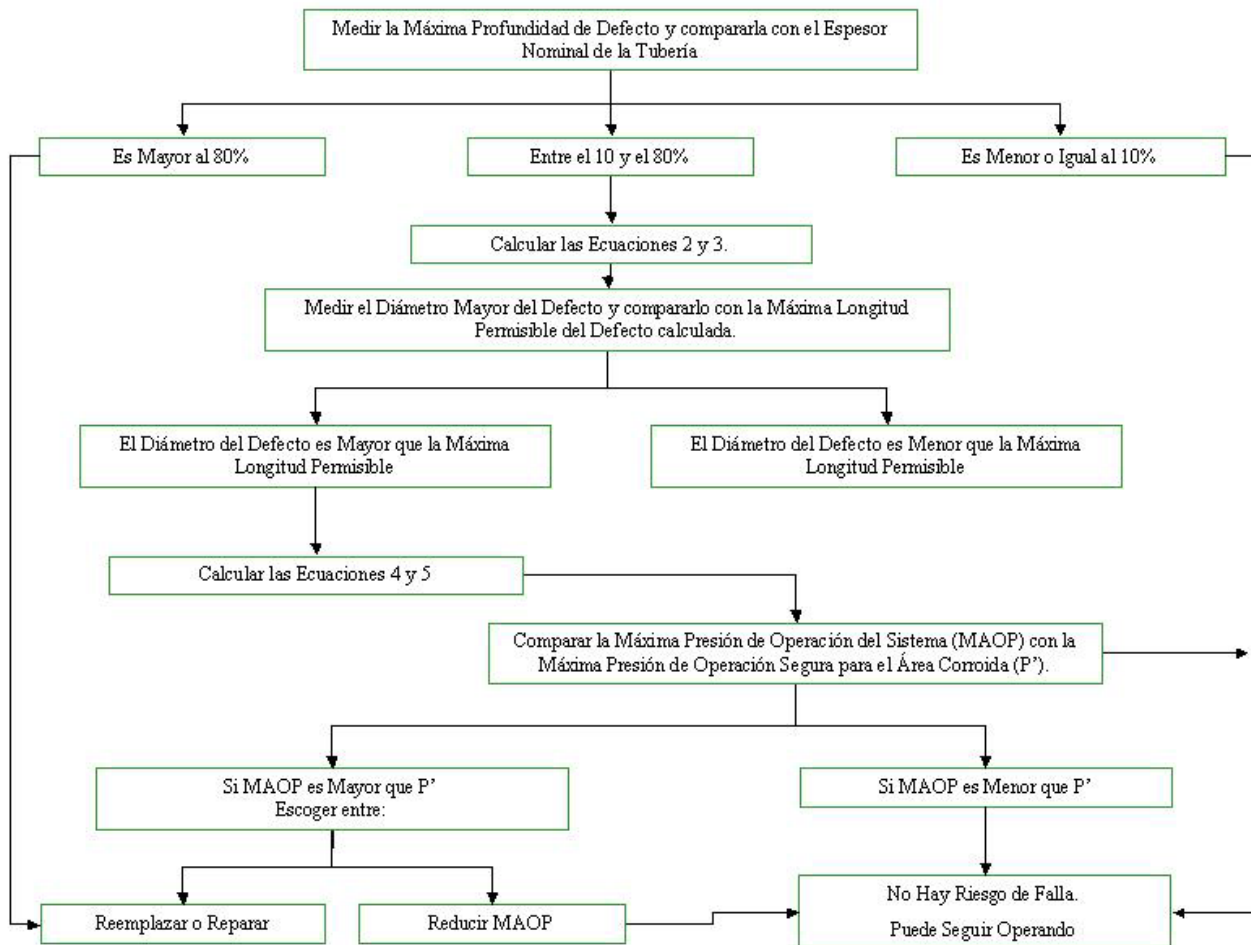 Medir la Máxima Profundidad de Defecto y compararla con el Espesor
Nominal de la Tubería
Es Mayor al 80%
Entre el 10 y el 80%
Es Menor o Igual al 10%
Calcular las Ecuaciones 2 y 3.
Medir el Diámetro Mayor del Defecto y compararlo con la Máxima Longitud
Permisible del Defecto calculada.
El Diámetro del Defecto es Mayor que la Máxima
Longitud Permisible
El Diámetro del Defecto es Menor que la Máxima
Longitud Permisible
Calcular las Ecuaciones 4 y 5
Comparar la Máxima Presión de Operación del Sistema (MAOP) con la
Máxima Presión de Operación Segura para el Área Corroida (P’).
Si MAOP es Mayor que P’
Escoger entre:
Si MAOP es Menor que P’
Reemplazar o Reparar
Reducir MAOP
No Hay Riesgo de Falla.
Puede Seguir Operando